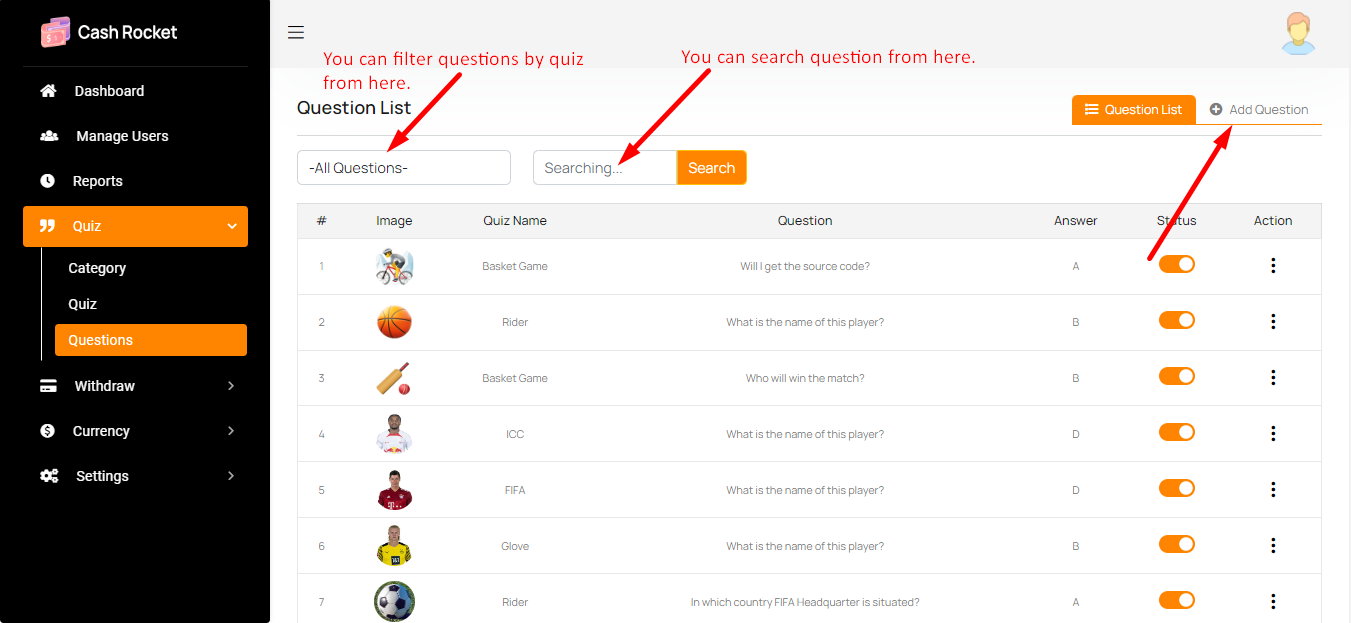 Cash Rocket
Dashboard
Manage Users
Reports
Quiz
Category
Quiz
Questions
Withdraw
Currency
Settings
You can filter questions by quiz
from here.
You can search question from here.
Question List
Question List
Add Question
-All Questions-
Searching...
Search
# Image Quiz Name Question Answer Status Action
1 Basket Game Will I get the source code? A
2 Rider What is the name of this player? B
3 Basket Game Who will win the match? B
4 ICC What is the name of this player? D
5 FIFA What is the name of this player? D
6 Glove What is the name of this player? B
7 Rider In which country FIFA Headquarter is situated? A